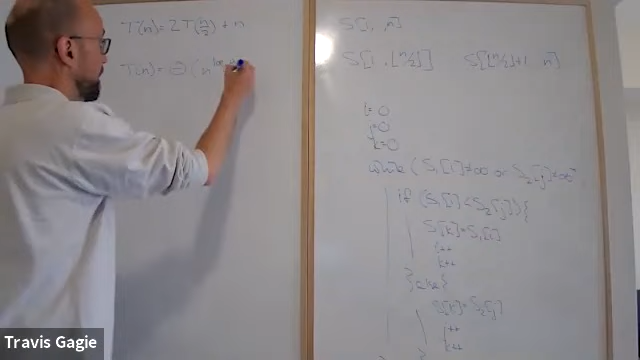 T(n) = 2T(n/2) + n
T(n) = Θ(n^log
S[1, n]
S[1, ⌊n/2⌋] S[⌊n/2⌋+1 n]
i=0
j=0
k=0
while (S₁[i]≠∞ or S₂[j]≠∞
if (S₁[i] < S₂[j]) {
S[k]=S₁[i]
i++
k++
}else{
S[k]=S₂[j]
j++
k++
}
Travis Gagie